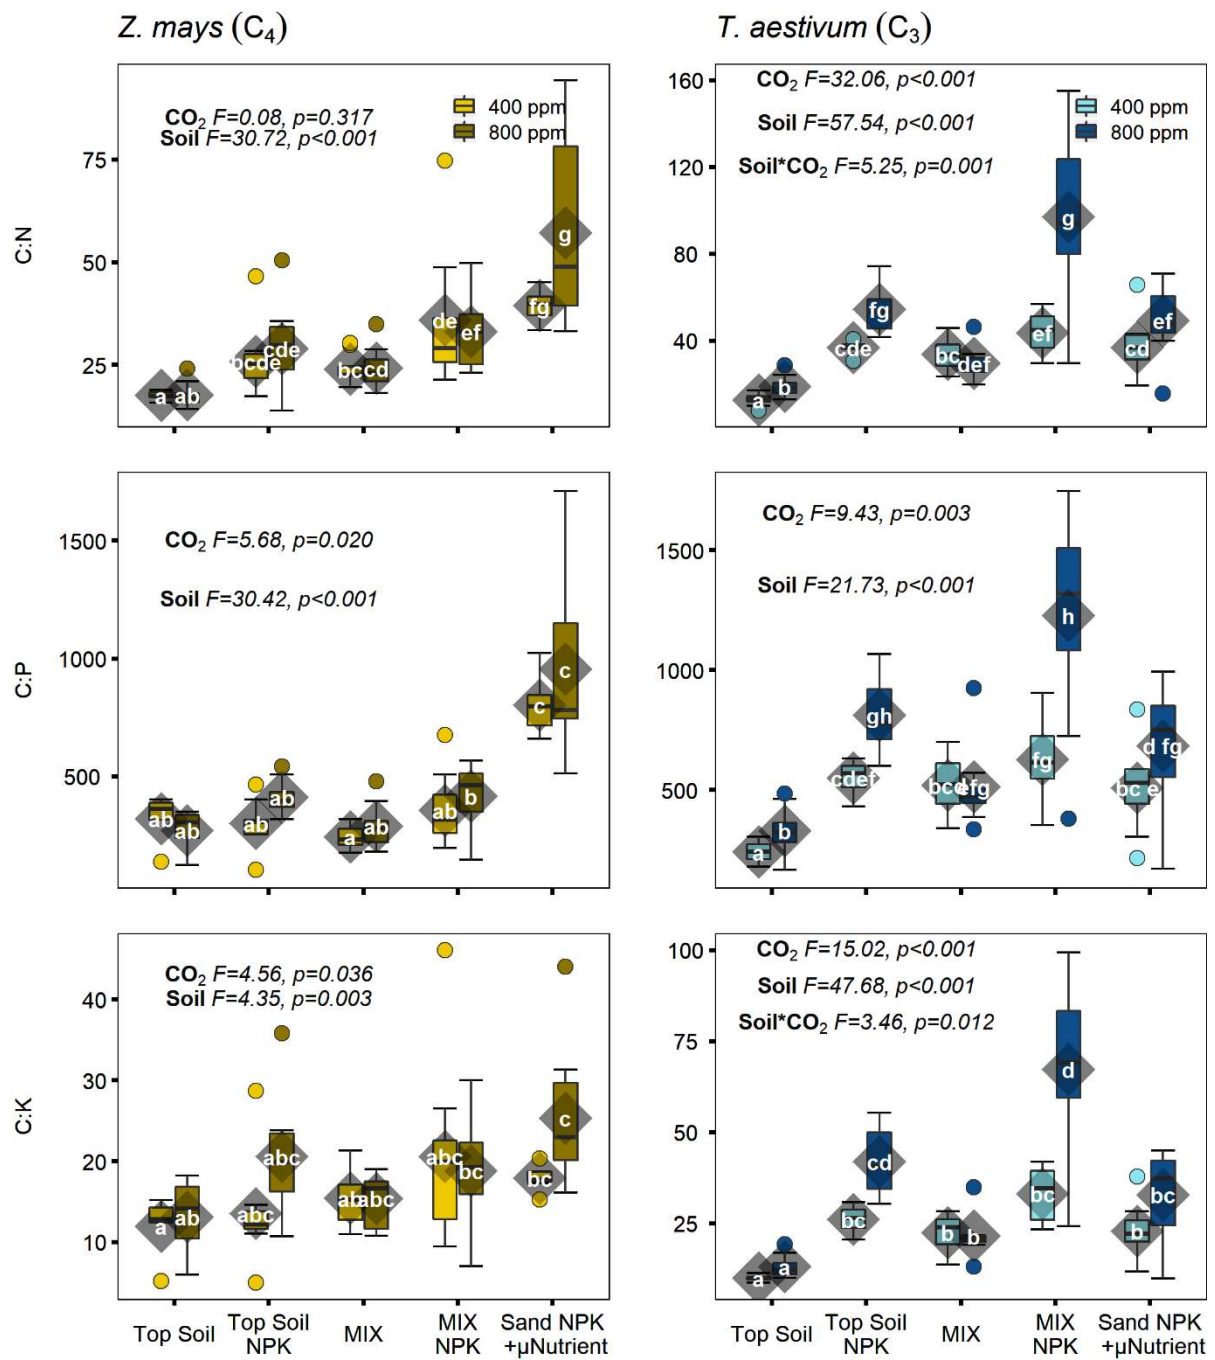 Z. mays (C4)
T. aestivum (C3)
C:N
75
50
25
CO2 F=0.08, p=0.317
Soil F=30.72, p<0.001
400 ppm
800 ppm
a
ab
bcde
cde
bc
cd
de
ef
fg
g
160
120
80
40
CO2 F=32.06, p<0.001
Soil F=57.54, p<0.001
Soil*CO2 F=5.25, p=0.001
400 ppm
800 ppm
a
b
cde
fg
bc
def
ef
g
cd
ef
C:P
1500
1000
500
CO2 F=5.68, p=0.020
Soil F=30.42, p<0.001
ab
ab
ab
ab
a
ab
ab
b
c
c
1500
1000
500
CO2 F=9.43, p=0.003
Soil F=21.73, p<0.001
a
b
cdef
gh
efg
fg
h
bc e
d fg
C:K
40
30
20
10
CO2 F=4.56, p=0.036
Soil F=4.35, p=0.003
a
ab
abc
abc
ab
abc
abc
bc
bc
c
100
75
50
25
CO2 F=15.02, p<0.001
Soil F=47.68, p<0.001
Soil*CO2 F=3.46, p=0.012
a
a
bc
cd
b
b
bc
d
b
bc
Top Soil
Top Soil
NPK
MIX
MIX
NPK
Sand NPK
+µNutrient
Top Soil
Top Soil
NPK
MIX
MIX
NPK
Sand NPK
+µNutrient